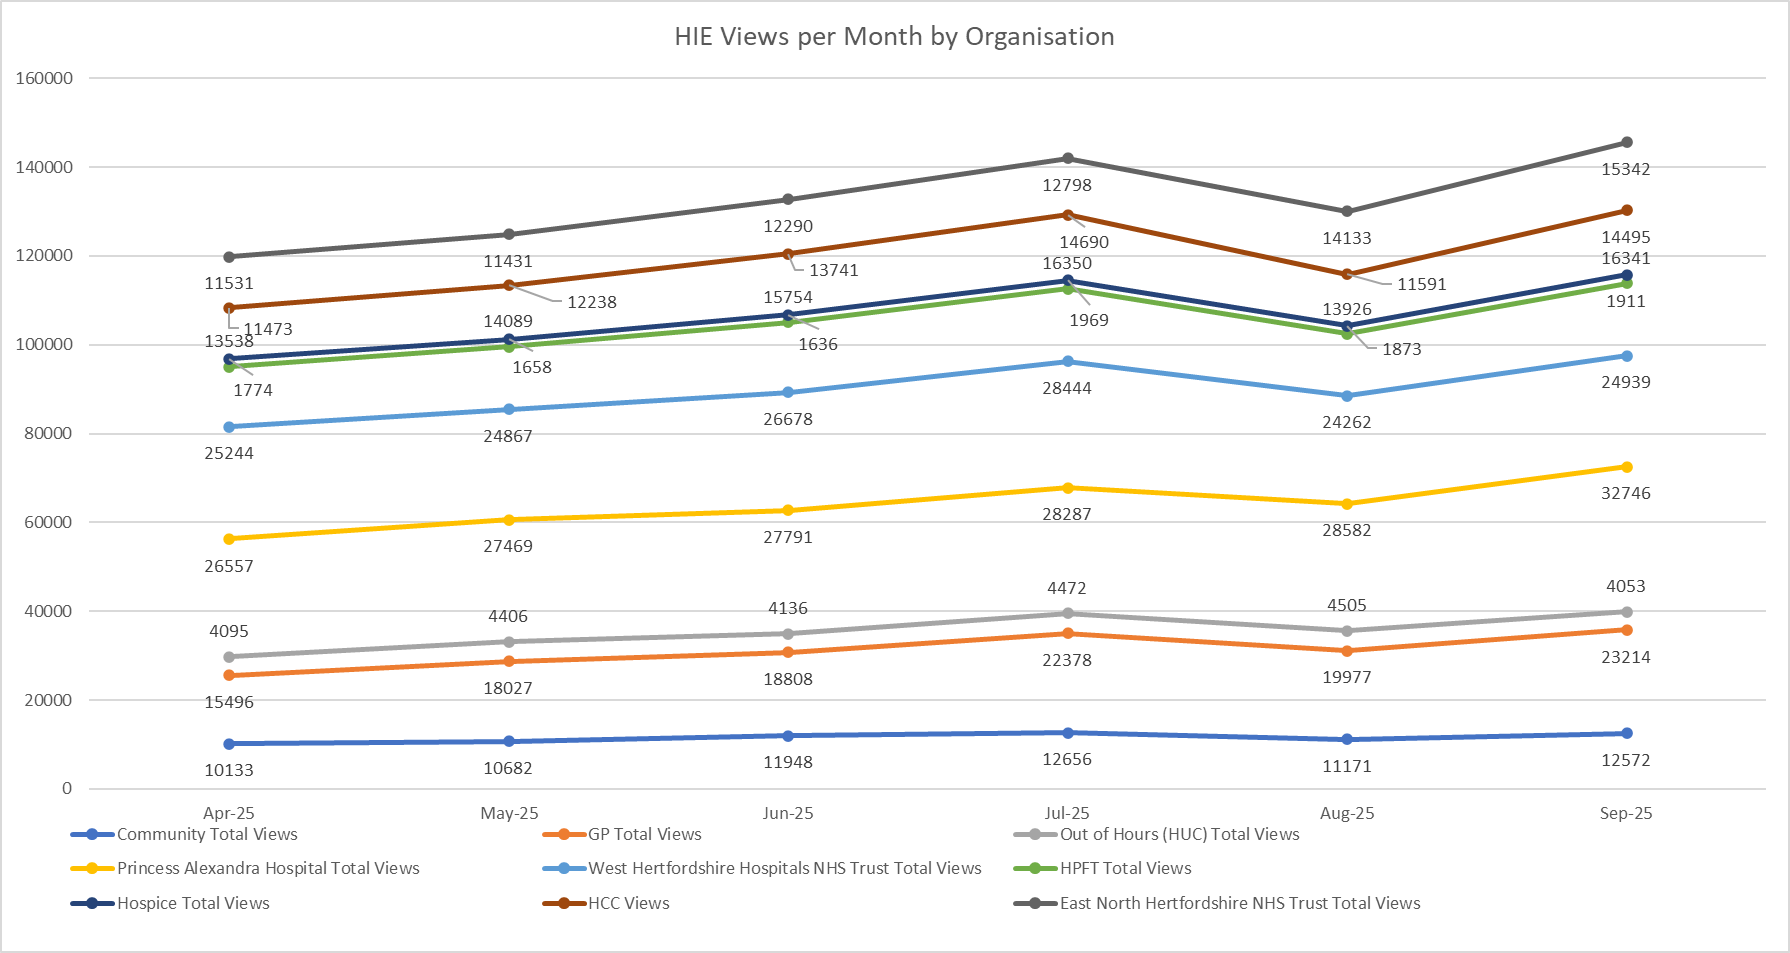 HIE Views per Month by Organisation
160000
140000
120000
100000
80000
60000
40000
20000
0
11531 11431 12290 12798 14133 15342
11473 12238 13741 14690 11591 14495
1774 1658 1636 1969 1873 1911
13538 14089 15754 16350 13926 16341
25244 24867 26678 28444 24262 24939
26557 27469 27791 28287 28582 32746
4095 4406 4136 4472 4505 4053
15496 18027 18808 22378 19977 23214
10133 10682 11948 12656 11171 12572
Apr-25 May-25 Jun-25 Jul-25 Aug-25 Sep-25
Community Total Views GP Total Views Out of Hours (HUC) Total Views
Princess Alexandra Hospital Total Views West Hertfordshire Hospitals NHS Trust Total Views HPFT Total Views
Hospice Total Views HCC Views East North Hertfordshire NHS Trust Total Views